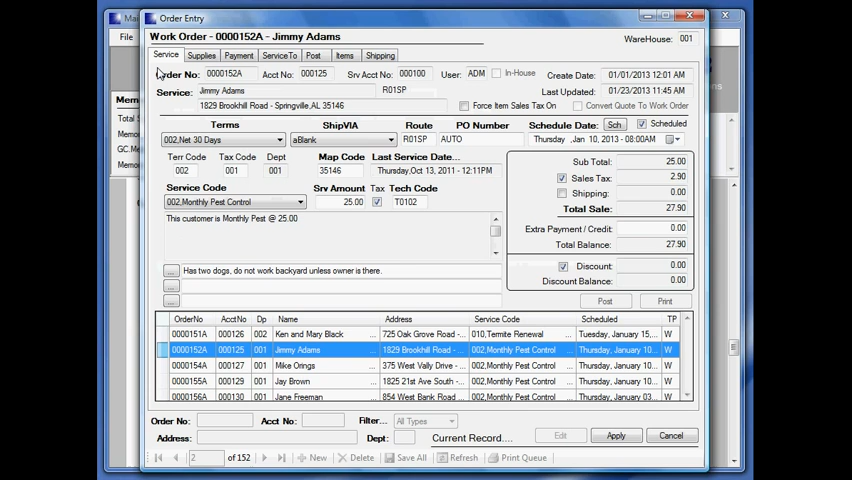 Mai
Order Entry
File
Work Order - 0000152A - Jimmy Adams
WareHouse: 001
Service Supplies Payment ServiceTo Post Items Shipping
Order No: 0000152A Acct No: 000125 Srv Acct No: 000100 User: ADM In-House Create Date: 01/01/2013 12:01 AM
Service: Jimmy Adams R01SP Last Updated: 01/23/2013 11:45 AM
1829 Brookhill Road - Springville,AL 35146 Force Item Sales Tax On Convert Quote To Work Order
Terms ShipVIA Route PO Number Schedule Date: Sch Scheduled
002,Net 30 Days aBlank R01SP AUTO Thursday ,Jan 10, 2013 - 08:00AM
Terr Code Tax Code Dept Map Code Last Service Date...
002 001 001 35146 Thursday,Oct 13, 2011 - 12:11PM
Service Code Srv Amount Tax Tech Code
002,Monthly Pest Control 25.00 T0102
This customer is Monthly Pest @ 25.00
Sub Total: 25.00
Sales Tax: 2.90
Shipping: 0.00
Total Sale: 27.90
Extra Payment / Credit: 0.00
Total Balance: 27.90
Discount: 0.00
Discount Balance: 0.00
... Has two dogs, do not work backyard unless owner is there.
...
...
Post Print
OrderNo AcctNo Dp Name Address Service Code Scheduled TP
0000151A 000126 002 Ken and Mary Black ... 725 Oak Grove Road -... 010,Termite Renewal ... Tuesday, January 15,... W
0000152A 000125 001 Jimmy Adams ... 1829 Brookhill Road -... 002,Monthly Pest Control ... Thursday, January 10... W
0000154A 000127 001 Mike Orings ... 375 West Vally Drive -... 002,Monthly Pest Control ... Thursday, January 10... W
0000155A 000129 001 Jay Brown ... 1825 21st Ave South -... 002,Monthly Pest Control ... Thursday, January 10... W
0000156A 000130 001 Jane Freeman ... 854 West Bank Road ... 002,Monthly Pest Control ... Thursday, January 03... W
Order No: Acct No: Filter... All Types
Address: Dept: Current Record.... Edit Apply Cancel
2 of 152 New Delete Save All Refresh Print Queue
Mem
Total S
Memor
GC.Me
Memor
ons